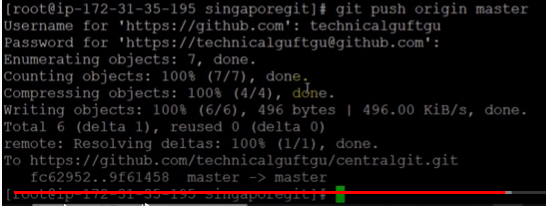 [root@ip-172-31-35-195 singaporegit]# git push origin master
Username for 'https://github.com': technicalguftgu
Password for 'https://technicalguftgu@github.com':
Enumerating objects: 7, done.
Counting objects: 100% (7/7), done.
Compressing objects: 100% (4/4), done.
Writing objects: 100% (6/6), 496 bytes | 496.00 KiB/s, done.
Total 6 (delta 1), reused 0 (delta 0)
remote: Resolving deltas: 100% (1/1), done.
To https://github.com/technicalguftgu/centralgit.git
fc62952..9f61458 master -> master
[root@ip-172-31-35-195 singaporegit]#